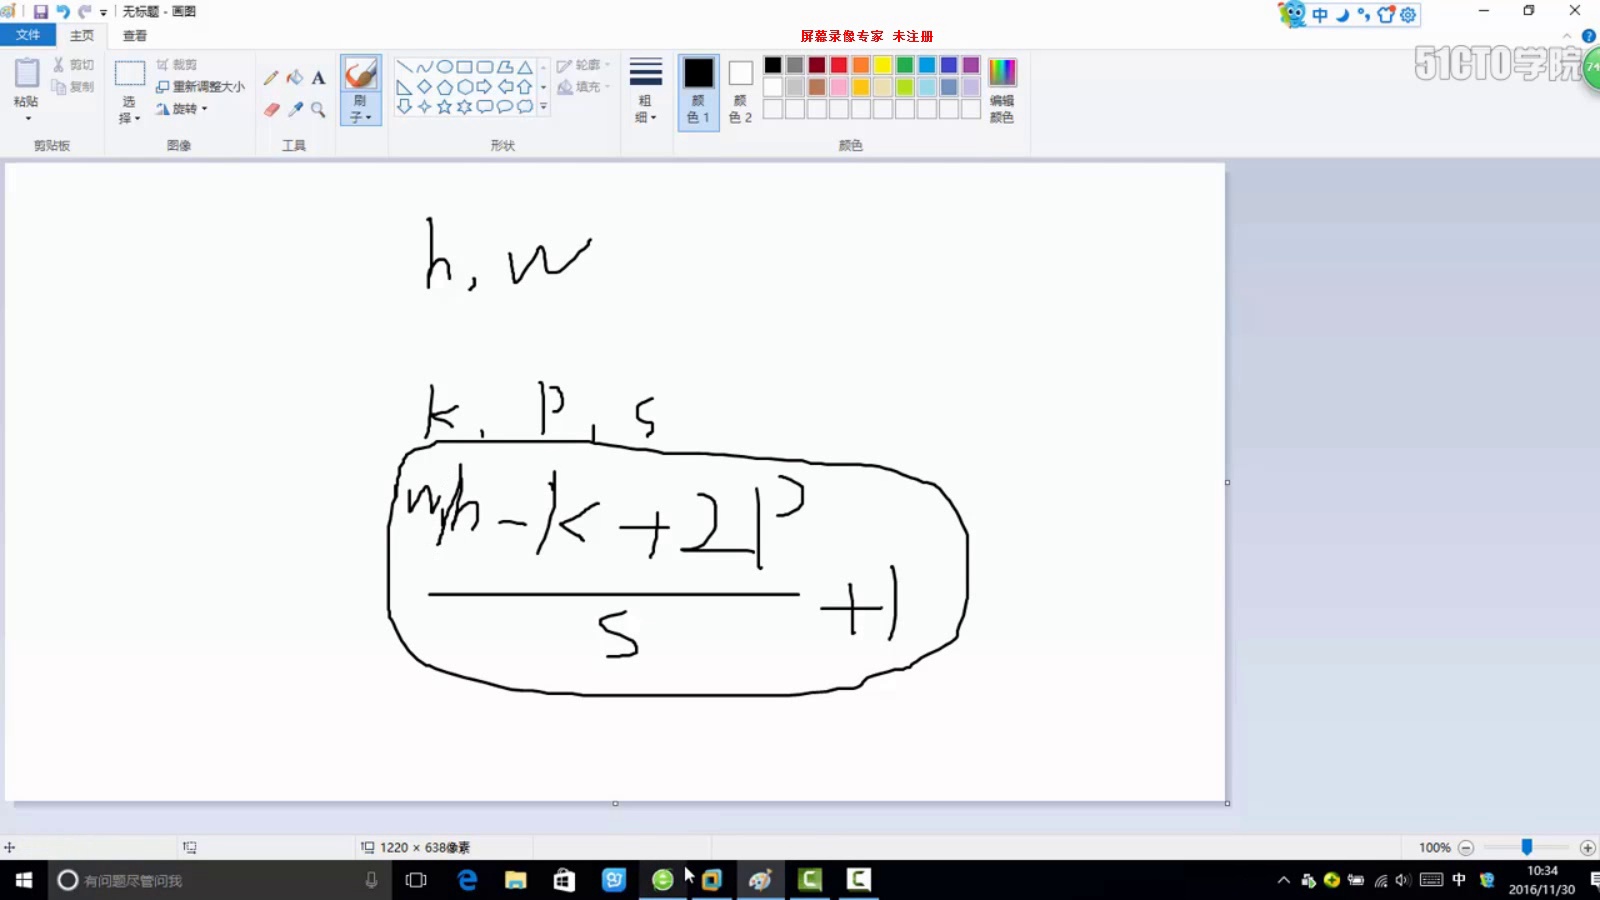 无标题 - 画图
文件 主页 查看
屏幕录像专家 未注册
中
51CTO学院
74
粘贴 剪切 复制
剪贴板
选择 裁剪 重新调整大小 旋转
图像
A
工具
刷子
轮廓 填充
形状
粗细
颜色 1
颜色 2
编辑颜色
颜色
h, w
k, p, s
w,h - k + 2p
s
+1
1220 × 638像素
100%
有问题尽管问我
中
10:34
2016/11/30